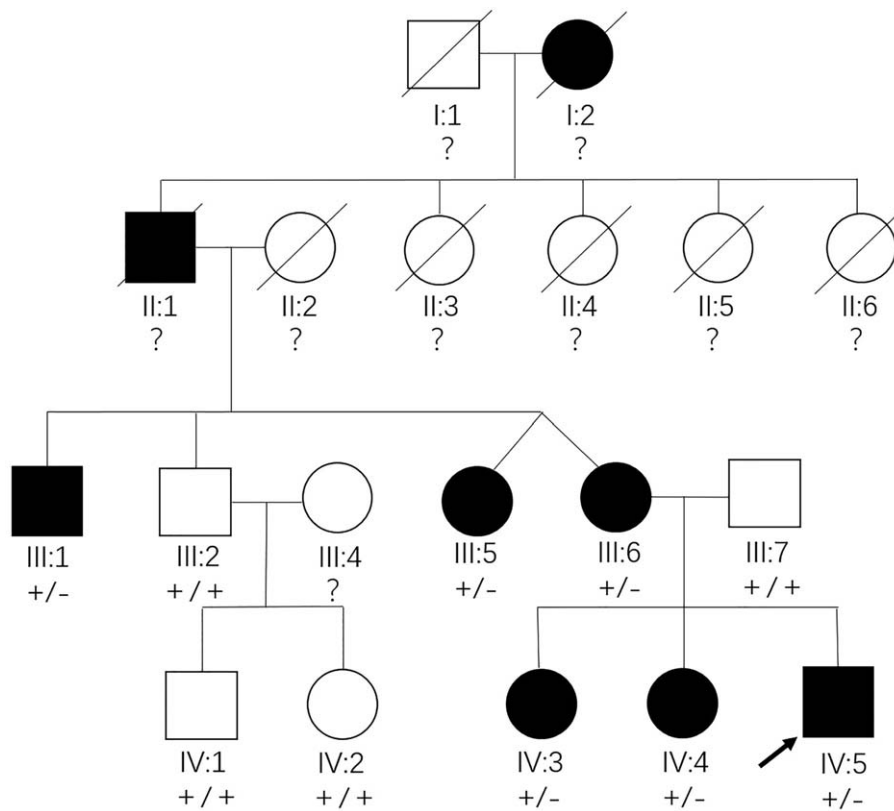 I:1 I:2
? ?
II:1 II:2 II:3 II:4 II:5 II:6
? ? ? ? ? ?
III:1 III:2 III:4 III:5 III:6 III:7
+/- +/+ ? +/- +/- +/+
IV:1 IV:2 IV:3 IV:4 IV:5
+/+ +/+ +/- +/- +/-